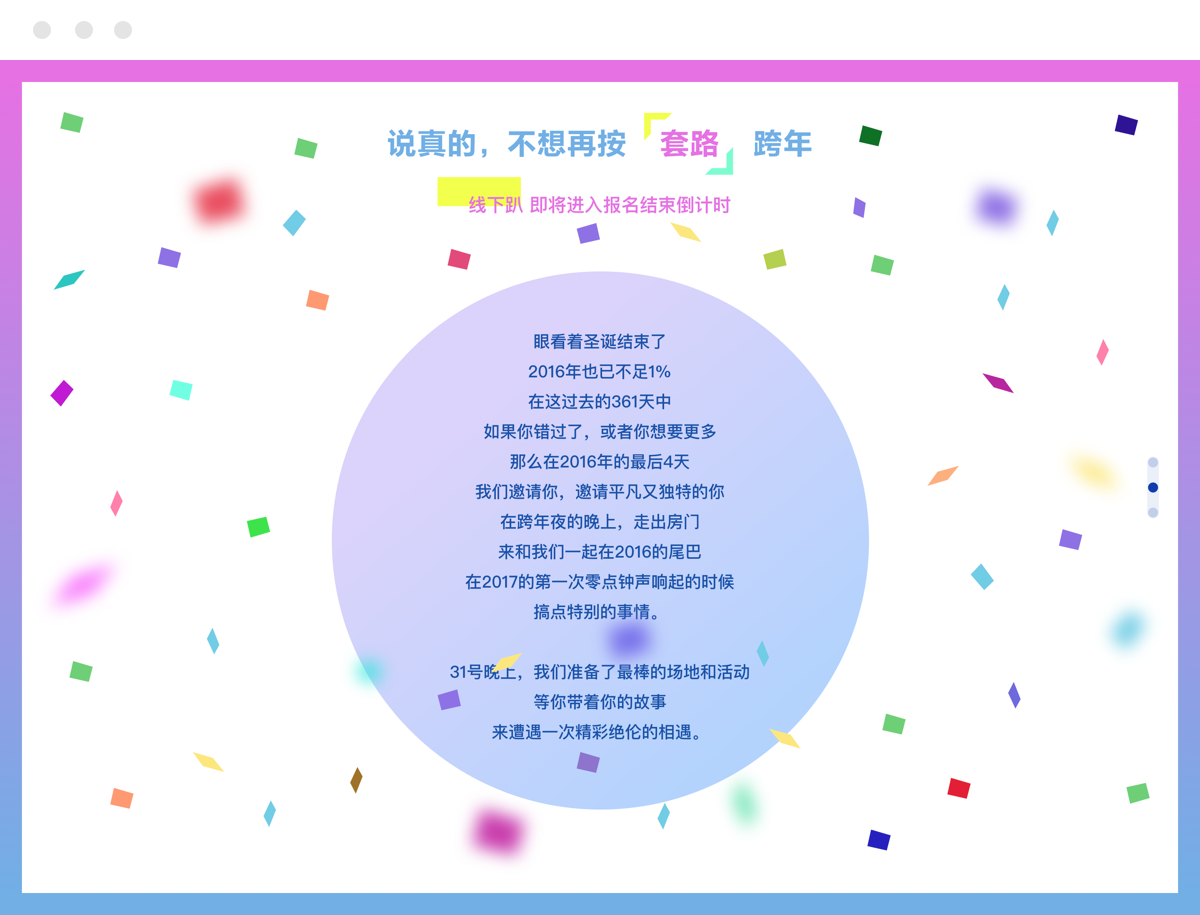 说真的，不想再按 套路 跨年
线下趴 即将进入报名结束倒计时
眼看着圣诞结束了
2016年也已不足1%
在这过去的361天中
如果你错过了，或者你想要更多
那么在2016年的最后4天
我们邀请你，邀请平凡又独特的你
在跨年夜的晚上，走出房门
来和我们一起在2016的尾巴
在2017的第一次零点钟声响起的时候
搞点特别的事情。
31号晚上，我们准备了最棒的场地和活动
等你带着你的故事
来遭遇一次精彩绝伦的相遇。